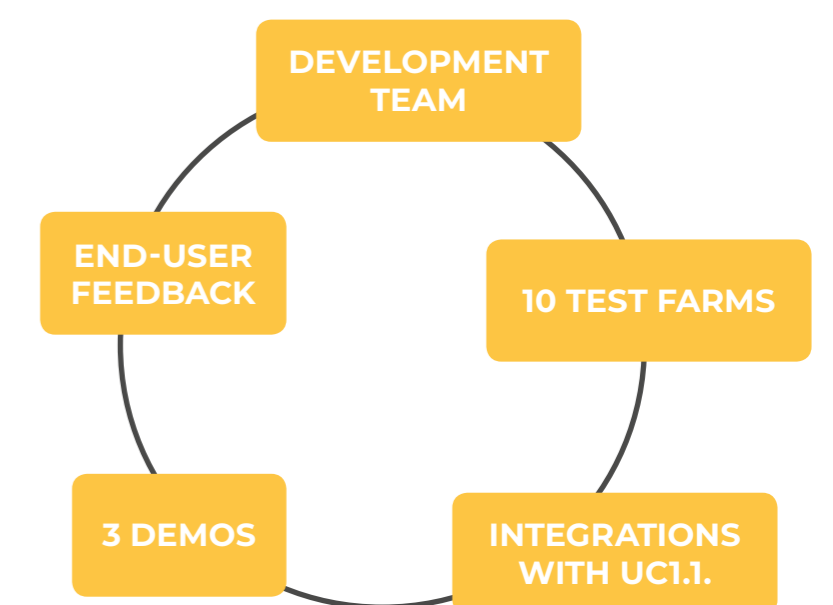 DEVELOPMENT
TEAM
10 TEST FARMS
INTEGRATIONS
WITH UC1.1.
3 DEMOS
END-USER
FEEDBACK